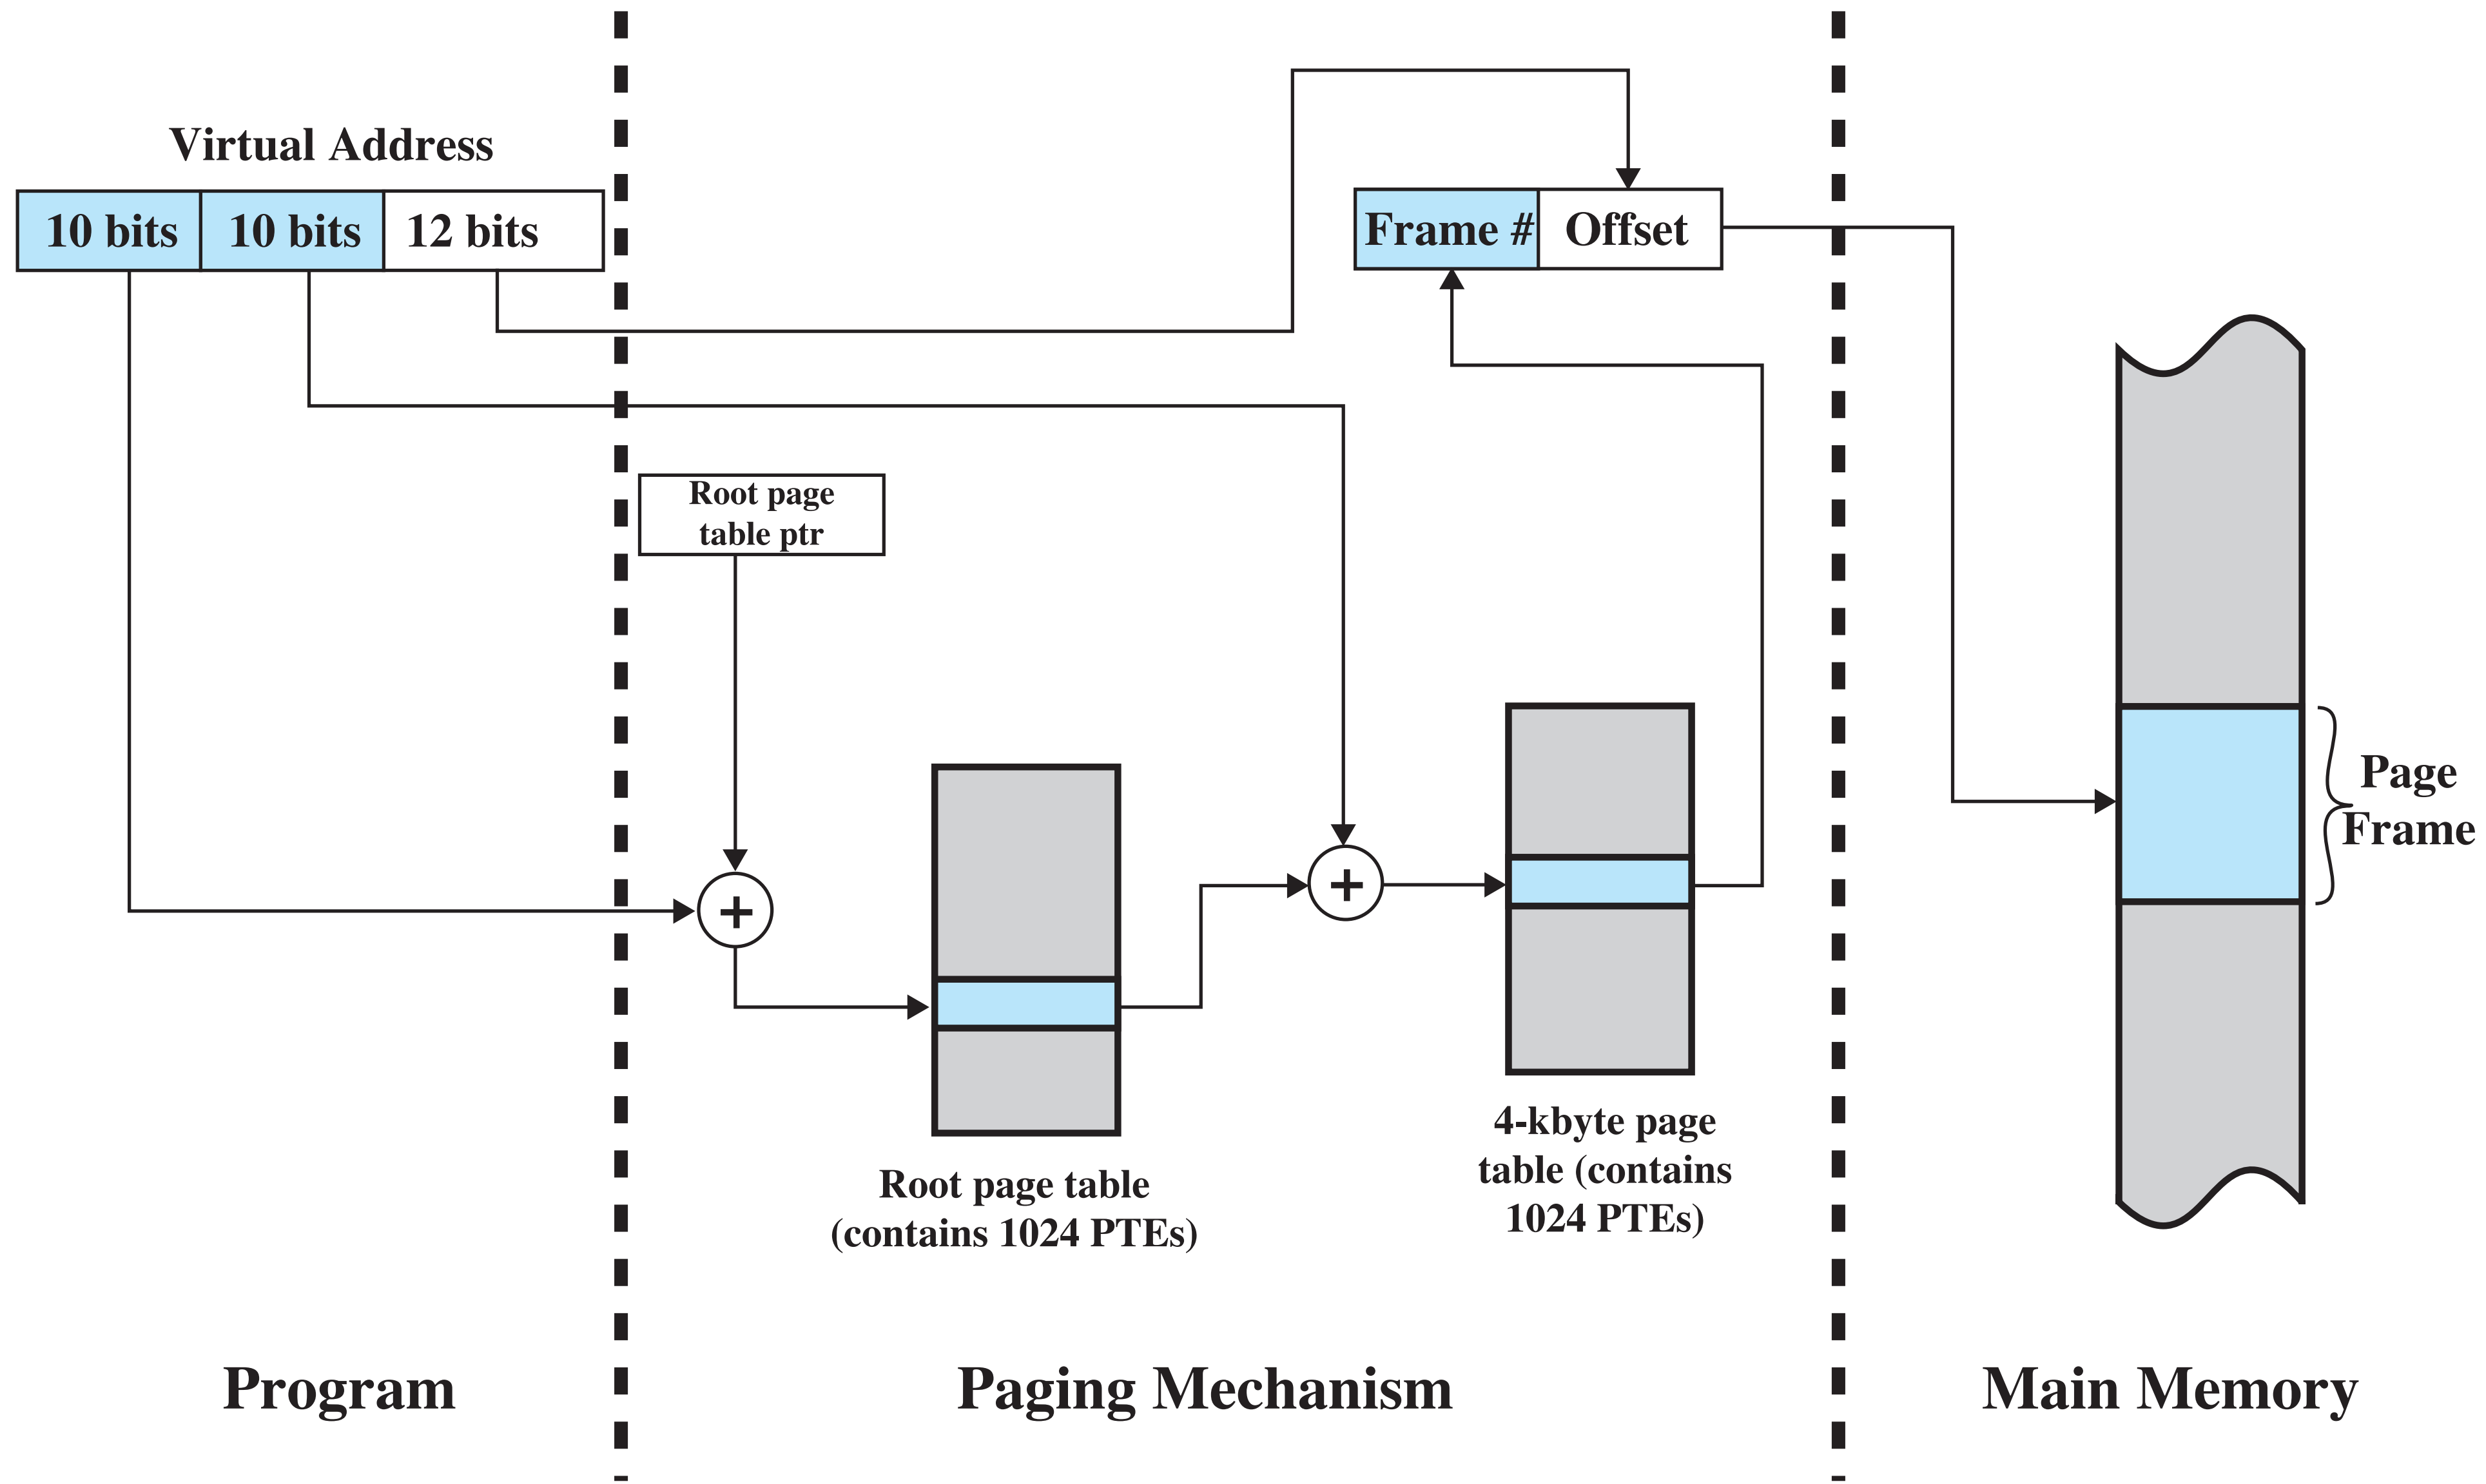 Virtual Address
10 bits 10 bits 12 bits
Frame # Offset
Root page
table ptr
+
+
Page
Frame
Root page table
(contains 1024 PTEs)
4-kbyte page
table (contains
1024 PTEs)
Program
Paging Mechanism
Main Memory